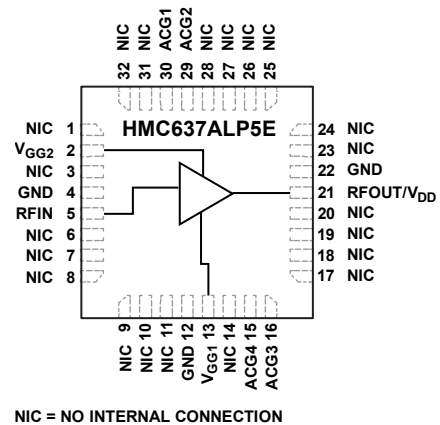 32 NIC
31 NIC
30 ACG1
29 ACG2
28 NIC
27 NIC
26 NIC
25 NIC
HMC637ALP5E
NIC 1
VGG2 2
NIC 3
GND 4
RFIN 5
NIC 6
NIC 7
NIC 8
24 NIC
23 NIC
22 GND
21 RFOUT/VDD
20 NIC
19 NIC
18 NIC
17 NIC
NIC 9
NIC 10
NIC 11
GND 12
VGG1 13
NIC 14
ACG4 15
ACG3 16
NIC = NO INTERNAL CONNECTION